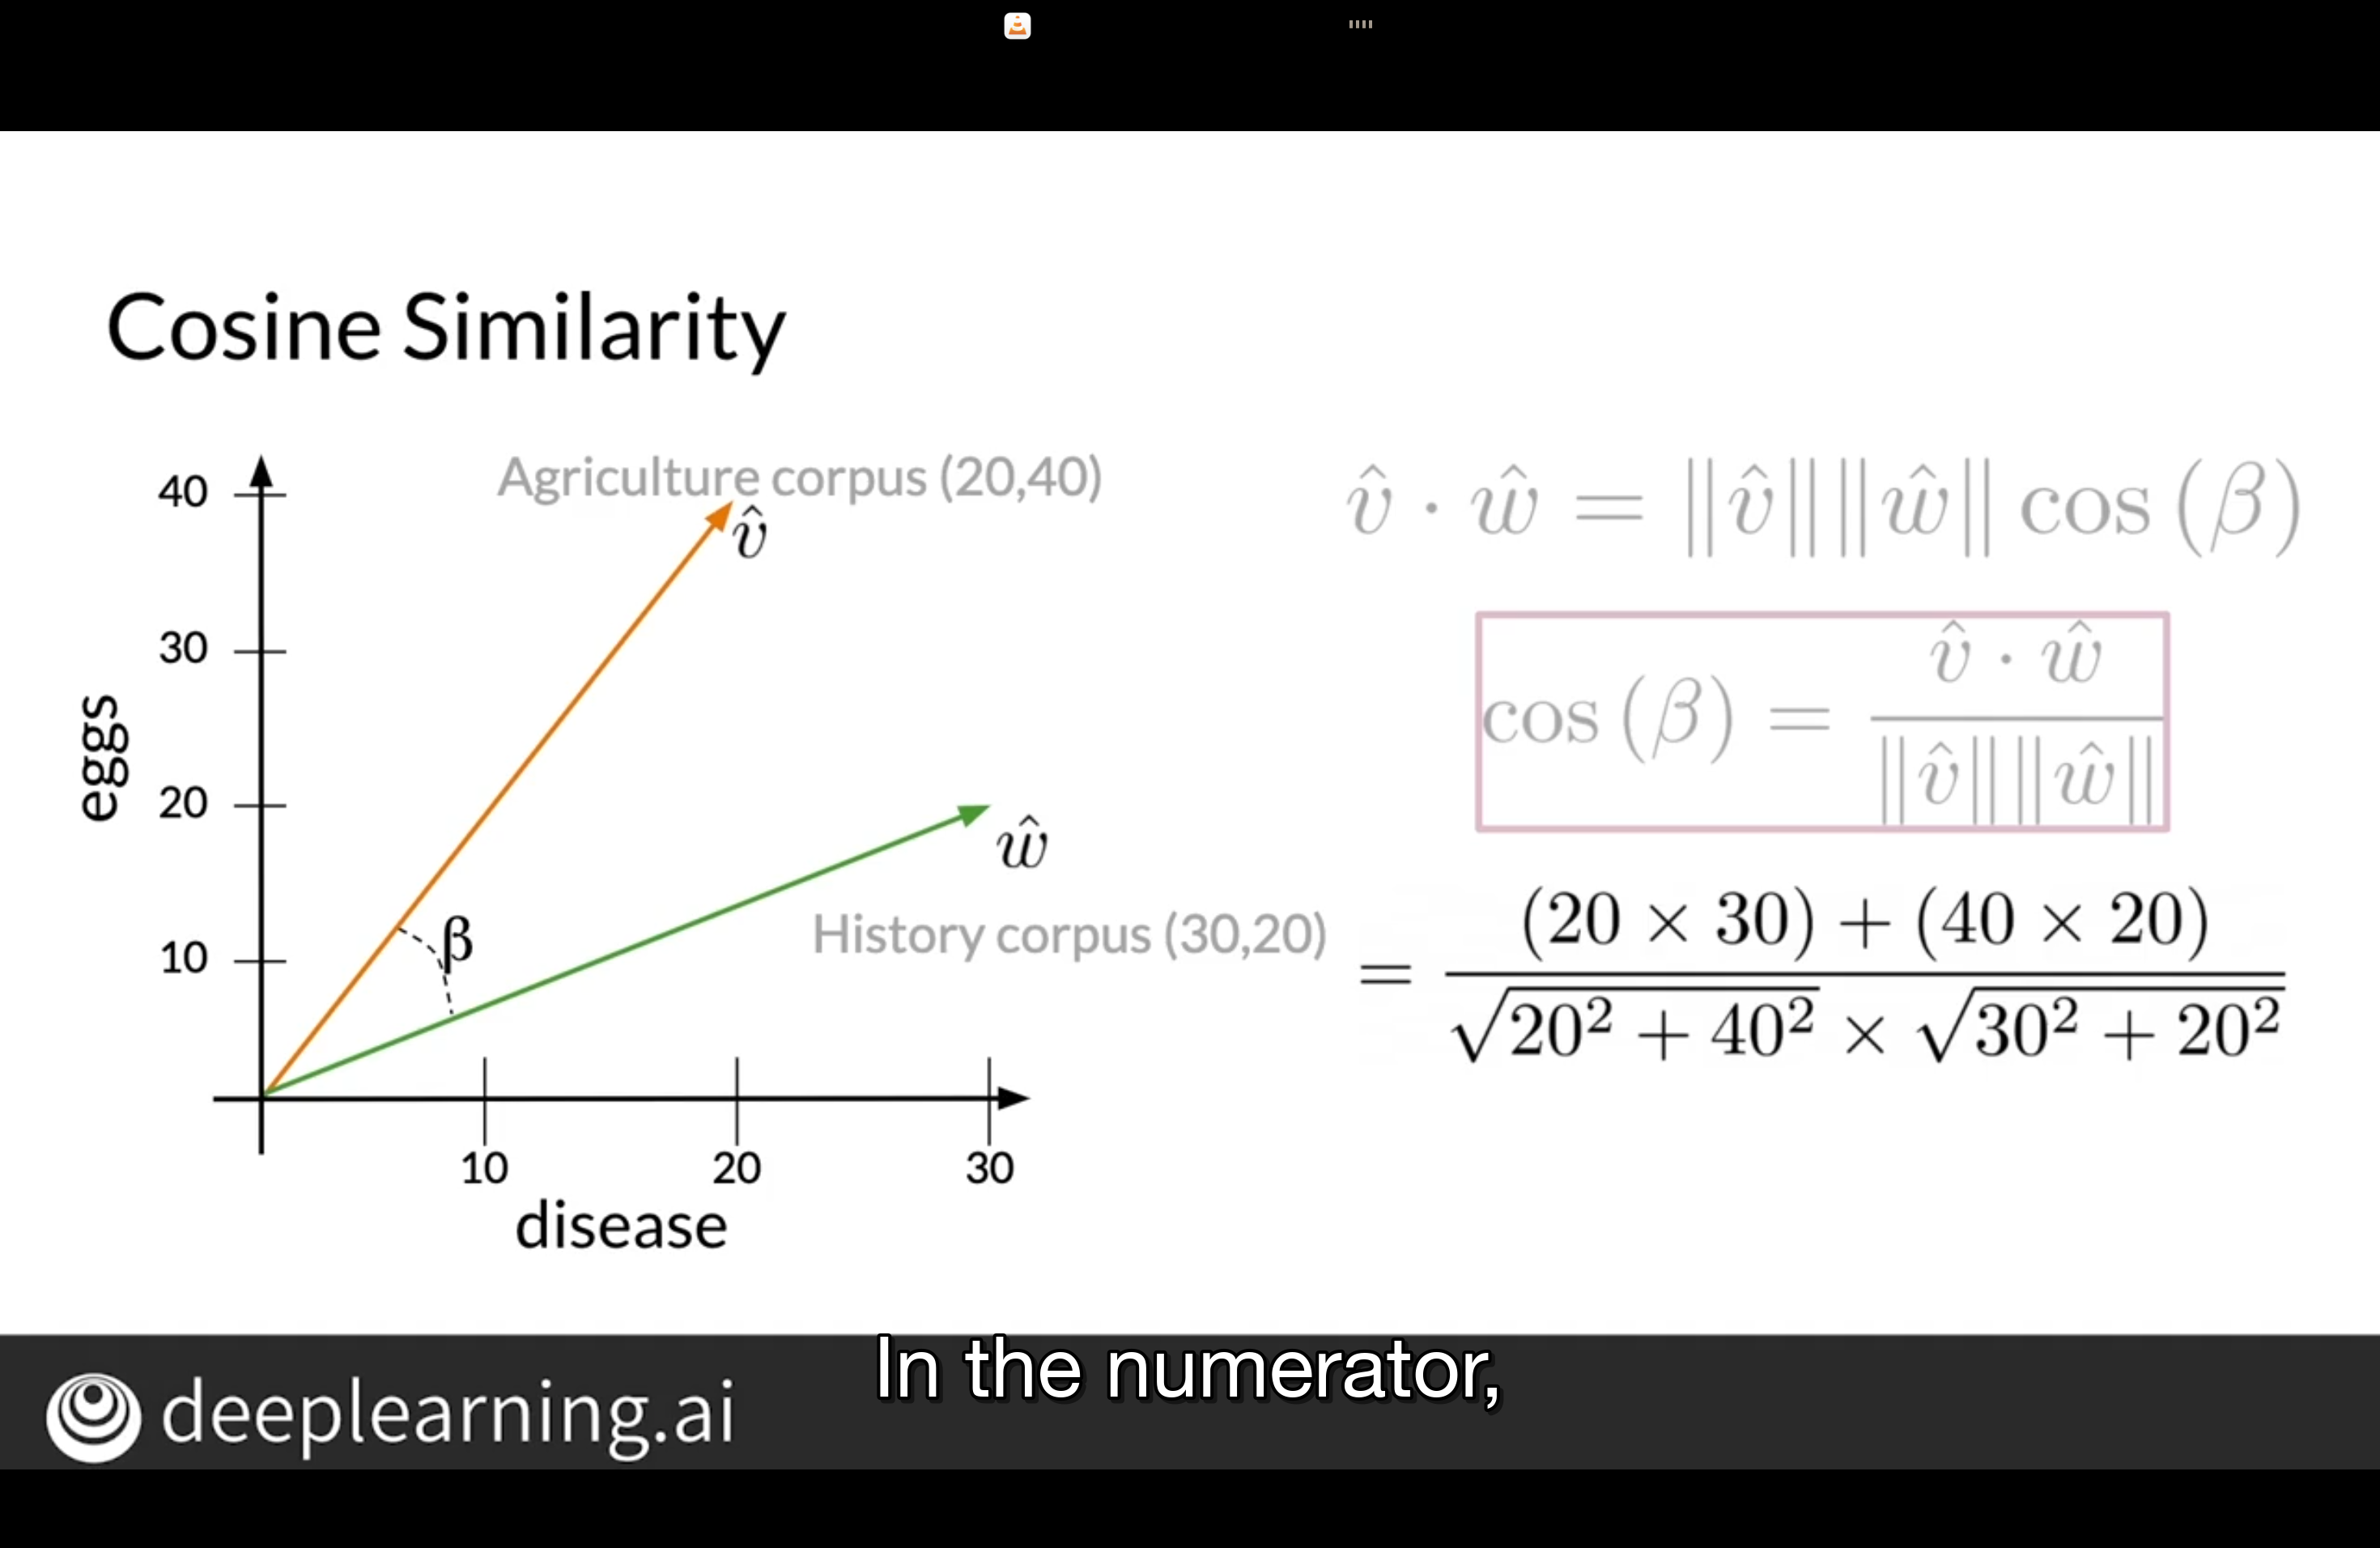 Cosine Similarity
Agriculture corpus (20,40)
v̂
ŵ
History corpus (30,20)
β
eggs
40
30
20
10
10 20 30
disease
v̂ · ŵ = ||v̂|| ||ŵ|| cos (β)
cos (β) = v̂ · ŵ / ||v̂|| ||ŵ||
= (20 × 30) + (40 × 20) / √20² + 40² × √30² + 20²
In the numerator,
deeplearning.ai